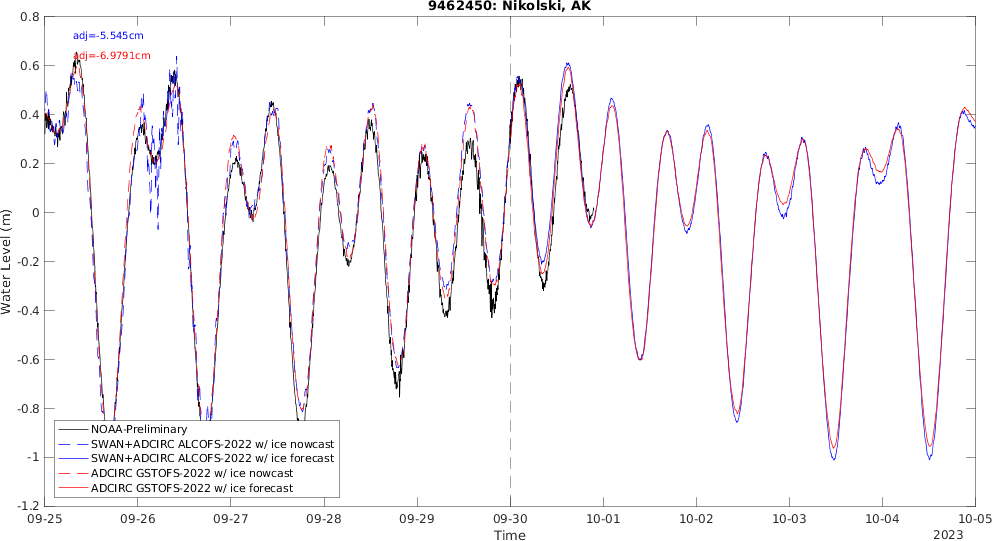 9462450: Nikolski, AK
0.8
adj=-5.545cm
adj=-6.9791cm
0.6
0.4
0.2
0
-0.2
-0.4
-0.6
-0.8
-1
-1.2
Water Level (m)
NOAA-Preliminary
SWAN+ADCIRC ALCOFS-2022 w/ ice nowcast
SWAN+ADCIRC ALCOFS-2022 w/ ice forecast
ADCIRC GSTOFS-2022 w/ ice nowcast
ADCIRC GSTOFS-2022 w/ ice forecast
09-25 09-26 09-27 09-28 09-29 09-30 10-01 10-02 10-03 10-04 10-05
Time
2023